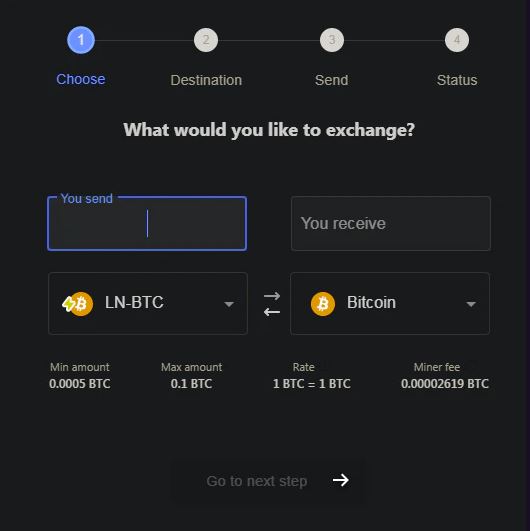 1 2 3 4
Choose Destination Send Status
What would you like to exchange?
You send
You receive
LN-BTC Bitcoin
Min amount Max amount Rate Miner fee
0.0005 BTC 0.1 BTC 1 BTC = 1 BTC 0.00002619 BTC
Go to next step